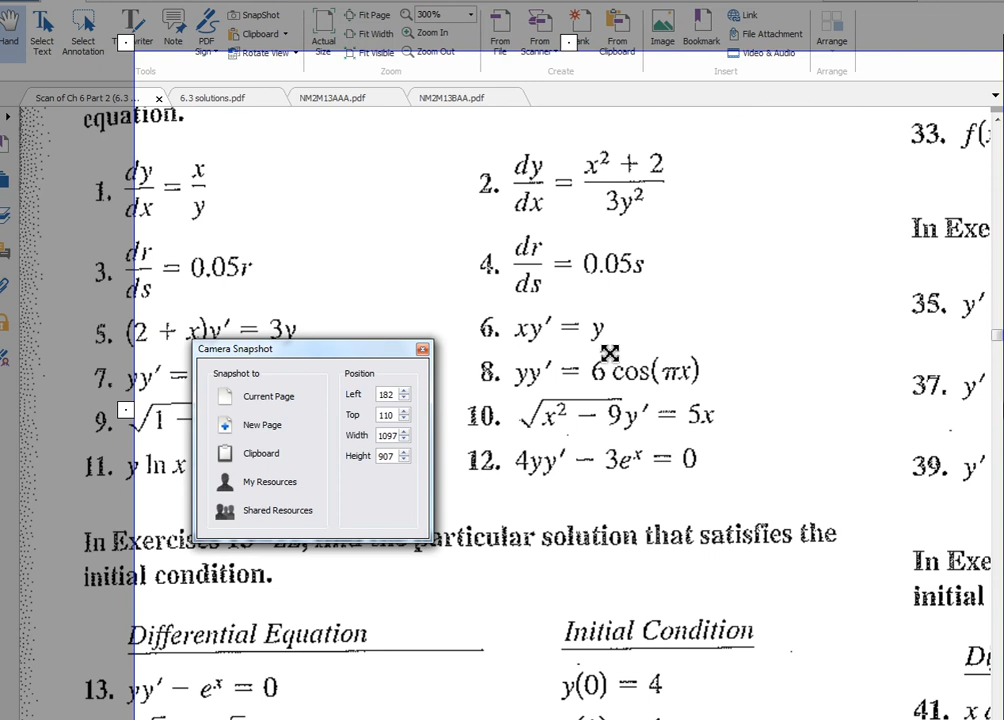 Hand
Select Text
Select Annotation
Typewriter
Note
PDF Sign
SnapShot
Clipboard
Rotate View
Tools
Actual Size
Fit Page
Fit Width
Fit Visible
300%
Zoom In
Zoom Out
Zoom
From File
From Scanner
From Clipboard
Create
Image
Bookmark
Link
File Attachment
Video & Audio
Insert
Arrange
Arrange
Scan of Ch 6 Part 2 (6.3 ...
6.3 solutions.pdf
NM2M13AAA.pdf
NM2M13BAA.pdf
equation.
1. dy/dx = x/y
2. dy/dx = (x² + 2)/3y²
3. dr/ds = 0.05r
4. dr/ds = 0.05s
5. (2 + x)y′ = 3y
6. xy′ = y
7. yy′ =
8. yy′ = 6 cos(πx)
9. √1 −
10. √x² − 9y′ = 5x
11. y ln x
12. 4yy′ − 3eˣ = 0
In Exercises 13–22, find the particular solution that satisfies the
initial condition.
Differential Equation
Initial Condition
13. yy′ − eˣ = 0
y(0) = 4
Camera Snapshot
Snapshot to
Current Page
New Page
Clipboard
My Resources
Shared Resources
Position
Left 182
Top 110
Width 1097
Height 907
33. f(
In Exe
35. y′
37. y′
39. y′
In Exe
initial
41. x